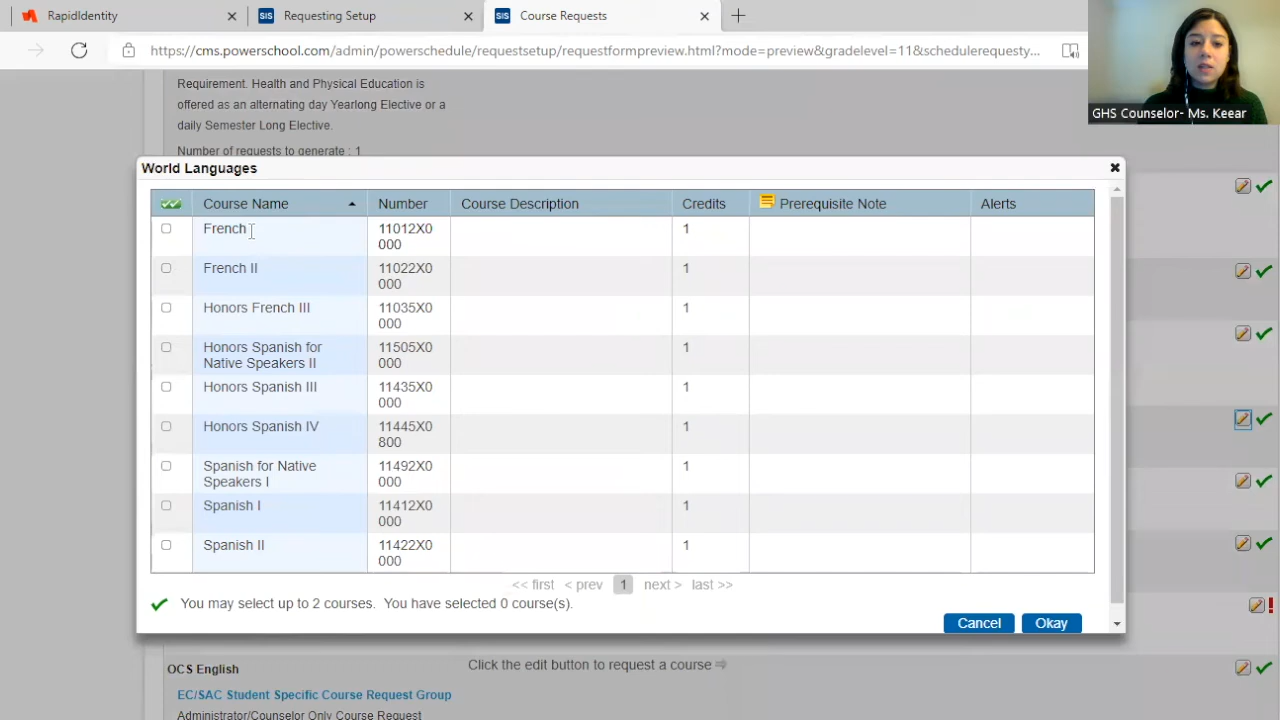 RapidIdentity
SIS
Requesting Setup
SIS
Course Requests
https://cms.powerschool.com/admin/powerschedule/requestsetup/requestformpreview.html?mode=preview&gradelevel=11&schedulerequesty...
GHS Counselor- Ms. Keear
Requirement. Health and Physical Education is
offered as an alternating day Yearlong Elective or a
daily Semester Long Elective.
Number of requests to generate : 1
World Languages
Course Name Number Course Description Credits Prerequisite Note Alerts
French 11012X0 1
000
French II 11022X0 1
000
Honors French III 11035X0 1
000
Honors Spanish for 11505X0 1
Native Speakers II 000
Honors Spanish III 11435X0 1
000
Honors Spanish IV 11445X0 1
800
Spanish for Native 11492X0 1
Speakers I 000
Spanish I 11412X0 1
000
Spanish II 11422X0 1
000
<< first < prev 1 next > last >>
You may select up to 2 courses. You have selected 0 course(s).
Cancel Okay
OCS English
Click the edit button to request a course
EC/SAC Student Specific Course Request Group
Administrator/Counselor Only Course Request